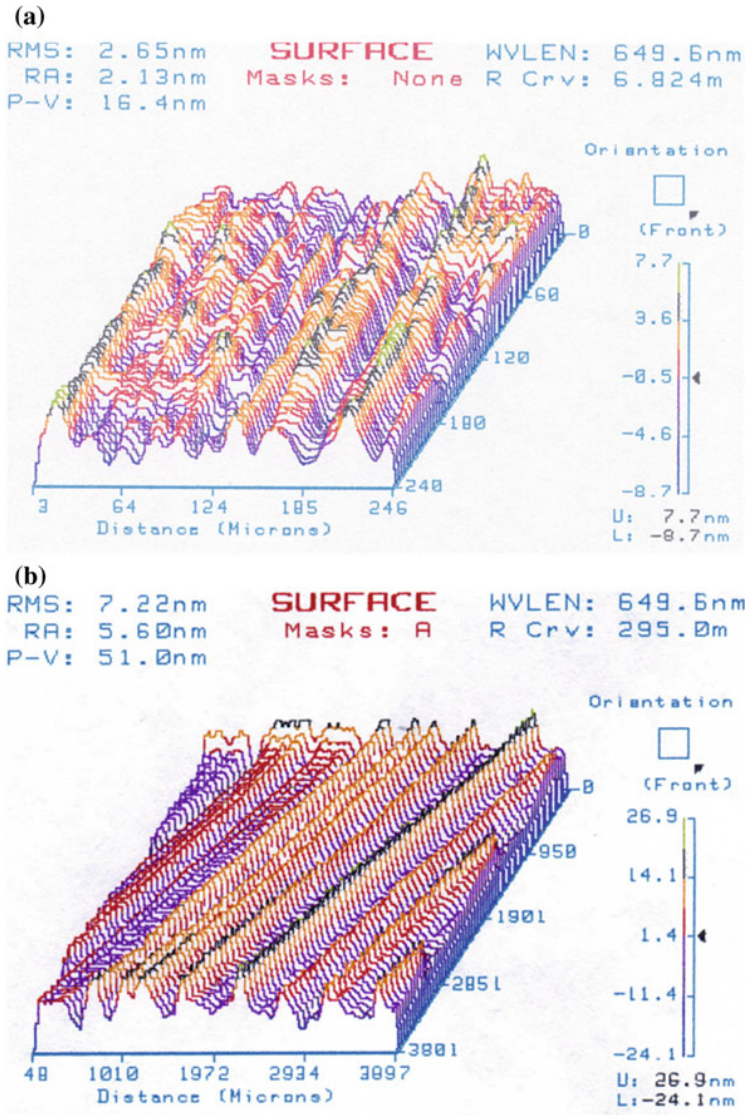 (a)
RMS: 2.65nm SURFACE WVLEN: 649.6nm
RA: 2.13nm Masks: None R Crv: 6.824m
P-V: 16.4nm
Orientation
(Front)
0
60
120
180
240
7.7
3.6
-0.5
-4.6
-8.7
3 64 124 185 246
Distance (Microns)
U: 7.7nm
L: -8.7nm
(b)
RMS: 7.22nm SURFACE WVLEN: 649.6nm
RA: 5.60nm Masks: A R Crv: 295.0m
P-V: 51.0nm
Orientation
(Front)
0
950
1901
2851
3801
26.9
14.1
1.4
-11.4
-24.1
48 1010 1972 2934 3897
Distance (Microns)
U: 26.9nm
L:-24.1nm